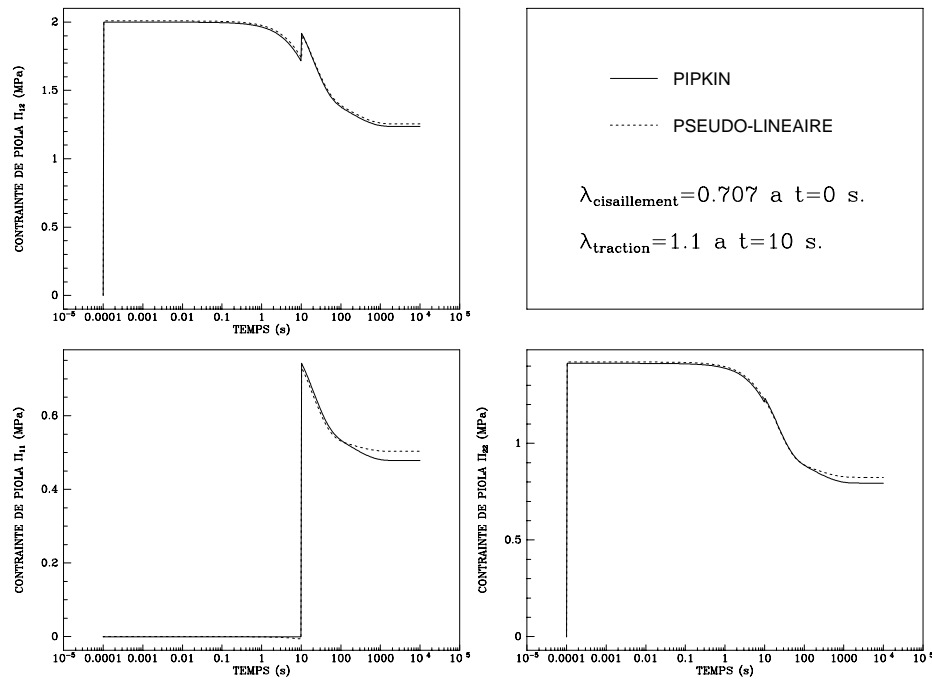 CONTRAINTE DE PIOLA Π₁₂ (MPa)
2
1.5
1
0.5
0
10⁻⁵ 0.0001 0.001 0.01 0.1 1 10 100 1000 10⁴ 10⁵
TEMPS (s)
PIPKIN
PSEUDO-LINEAIRE
λcisaillement=0.707 a t=0 s.
λtraction=1.1 a t=10 s.
CONTRAINTE DE PIOLA Π₁₁ (MPa)
0.6
0.4
0.2
0
10⁻⁵ 0.0001 0.001 0.01 0.1 1 10 100 1000 10⁴ 10⁵
TEMPS (s)
CONTRAINTE DE PIOLA Π₂₂ (MPa)
1
0.5
0
10⁻⁵ 0.0001 0.001 0.01 0.1 1 10 100 1000 10⁴ 10⁵
TEMPS (s)